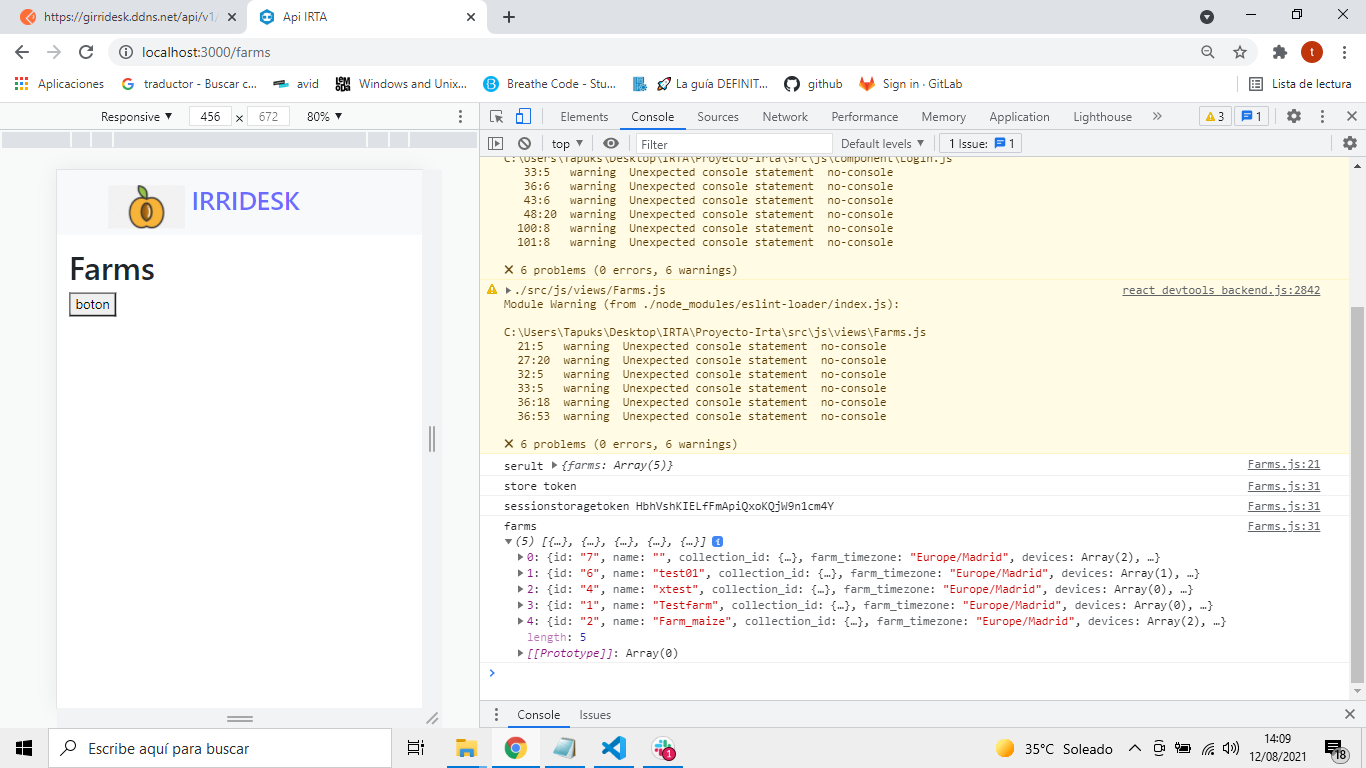 https://girridesk.ddns.net/api/v1/
Api IRTA
localhost:3000/farms
Aplicaciones
traductor - Buscar c...
avid
Windows and Unix...
Breathe Code - Stu...
La guía DEFINIT...
github
Sign in · GitLab
Lista de lectura
Responsive ▼ 456 x 672 80% ▼
IRRIDESK
Farms
boton
Elements Console Sources Network Performance Memory Application Lighthouse » 3 1
top ▼ Filter Default levels ▼ 1 Issue: 1
C:\Users\Tapuks\Desktop\IRTA\Proyecto-Irta\src\js\component\Login.js
33:5 warning Unexpected console statement no-console
36:6 warning Unexpected console statement no-console
43:6 warning Unexpected console statement no-console
48:20 warning Unexpected console statement no-console
100:8 warning Unexpected console statement no-console
101:8 warning Unexpected console statement no-console
✕ 6 problems (0 errors, 6 warnings)
▶./src/js/views/Farms.js react_devtools_backend.js:2842
Module Warning (from ./node_modules/eslint-loader/index.js):
C:\Users\Tapuks\Desktop\IRTA\Proyecto-Irta\src\js\views\Farms.js
21:5 warning Unexpected console statement no-console
27:20 warning Unexpected console statement no-console
32:5 warning Unexpected console statement no-console
33:5 warning Unexpected console statement no-console
36:18 warning Unexpected console statement no-console
36:53 warning Unexpected console statement no-console
✕ 6 problems (0 errors, 6 warnings)
serult ▶{farms: Array(5)} Farms.js:21
store token Farms.js:31
sessionstoragetoken HbhVshKIELfFmApiQxoKQjW9n1cm4Y Farms.js:31
farms Farms.js:31
▼(5) [{…}, {…}, {…}, {…}, {…}] i
▶0: {id: "7", name: "", collection_id: {…}, farm_timezone: "Europe/Madrid", devices: Array(2), …}
▶1: {id: "6", name: "test01", collection_id: {…}, farm_timezone: "Europe/Madrid", devices: Array(1), …}
▶2: {id: "4", name: "xtest", collection_id: {…}, farm_timezone: "Europe/Madrid", devices: Array(0), …}
▶3: {id: "1", name: "Testfarm", collection_id: {…}, farm_timezone: "Europe/Madrid", devices: Array(0), …}
▶4: {id: "2", name: "Farm_maize", collection_id: {…}, farm_timezone: "Europe/Madrid", devices: Array(2), …}
length: 5
▶[[Prototype]]: Array(0)
Console Issues
Escribe aquí para buscar
1
35°C Soleado
14:09
12/08/2021
18